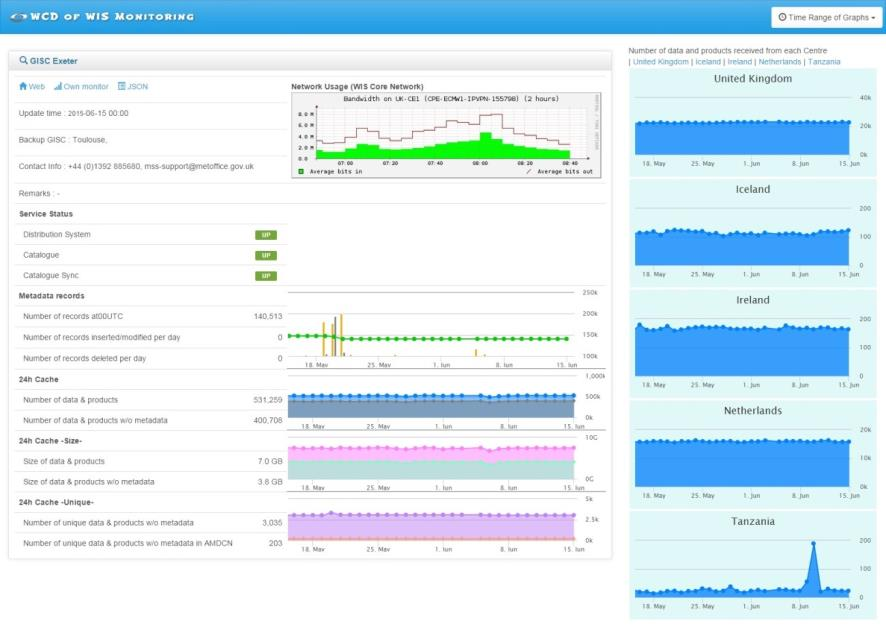 WCD OF WIS MONITORING
Time Range of Graphs
GISC Exeter
Web Own monitor JSON
Update time : 2015-06-15 00:00
Backup GISC : Toulouse,
Contact Info : +44 (0)1392 885680, mss-support@metoffice.gov.uk
Remarks : -
Network Usage (WIS Core Network)
Bandwidth on UK-CE1 (CPE-ECMW1-IPVPN-155798) (2 hours)
8.0 M
6.0 M
4.0 M
2.0 M
0.0
07:00 07:20 07:40 08:00 08:20 08:40
Average bits in Average bits out
Service Status
Distribution System UP
Catalogue UP
Catalogue Sync UP
Metadata records
Number of records at00UTC 140,513
Number of records inserted/modified per day 0
Number of records deleted per day 0
250k
200k
150k
100k
18. May 25. May 1. Jun 8. Jun 15. Jun
24h Cache
Number of data & products 531,259
Number of data & products w/o metadata 400,706
1,000k
500k
0k
18. May 25. May 1. Jun 8. Jun 15. Jun
24h Cache -Size-
Size of data & products 7.0 GB
Size of data & products w/o metadata 3.8 GB
10G
0G
18. May 25. May 1. Jun 8. Jun 15. Jun
24h Cache -Unique-
Number of unique data & products w/o metadata 3,035
Number of unique data & products w/o metadata in AMDCN 203
5k
2.5k
0k
18. May 25. May 1. Jun 8. Jun 15. Jun
Number of data and products received from each Centre
| United Kingdom | Iceland | Ireland | Netherlands | Tanzania
United Kingdom
40k
20k
0k
18. May 25. May 1. Jun 8. Jun 15. Jun
Iceland
200
100
0
18. May 25. May 1. Jun 8. Jun 15. Jun
Ireland
200
100
0
18. May 25. May 1. Jun 8. Jun 15. Jun
Netherlands
20k
10k
0k
18. May 25. May 1. Jun 8. Jun 15. Jun
Tanzania
200
100
0
18. May 25. May 1. Jun 8. Jun 15. Jun